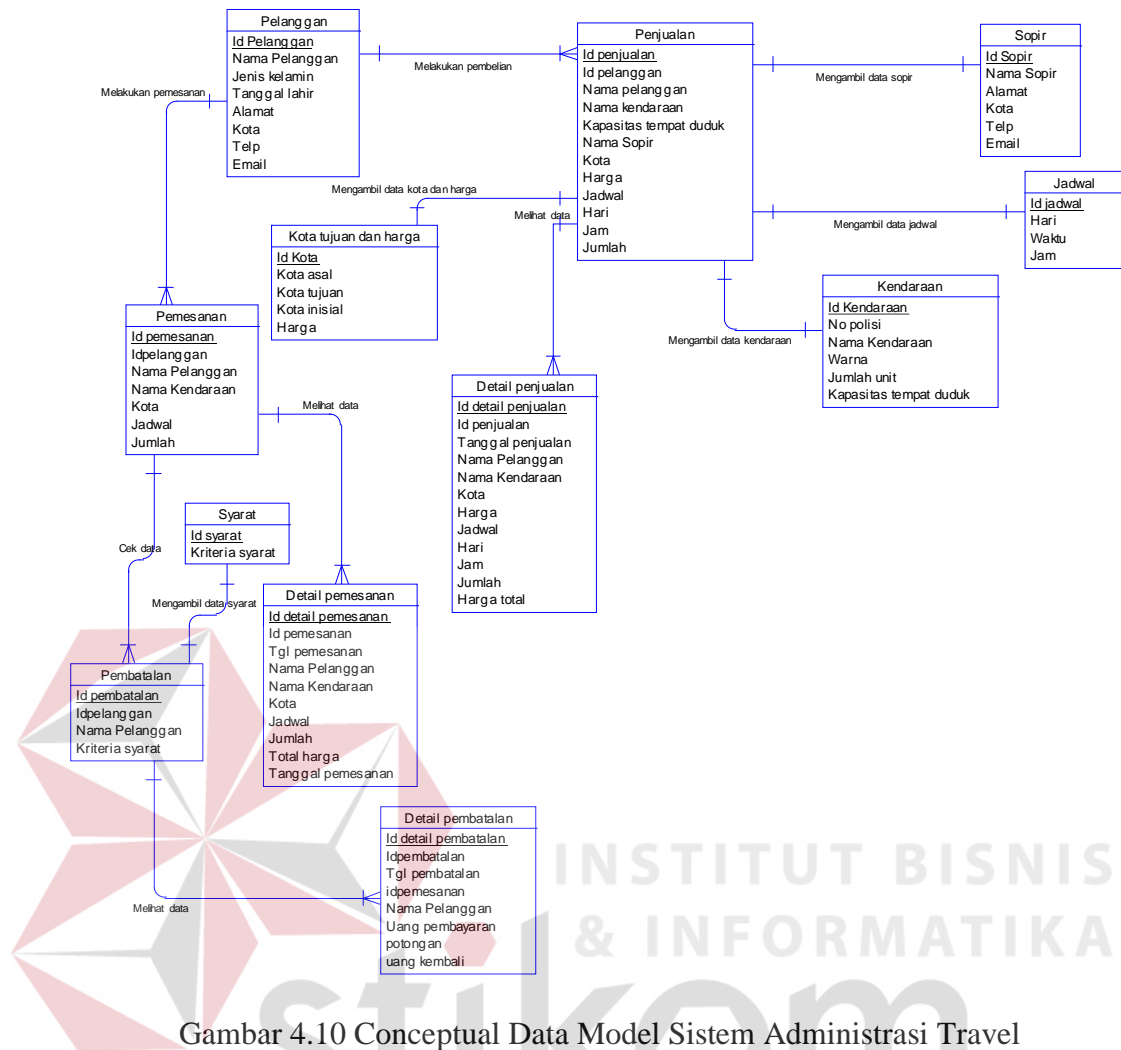 Pelanggan
Id Pelanggan
Nama Pelanggan
Jenis kelamin
Tanggal lahir
Alamat
Kota
Telp
Email
Melakukan pembelian
Penjualan
Id penjualan
Id pelanggan
Nama pelanggan
Nama kendaraan
Kapasitas tempat duduk
Nama Sopir
Kota
Harga
Jadwal
Hari
Jam
Jumlah
Mengambil data sopir
Sopir
Id Sopir
Nama Sopir
Alamat
Kota
Telp
Email
Melakukan pemesanan
Mengambil data kota dan harga
Melihat data
Mengambil data jadwal
Jadwal
Id jadwal
Hari
Waktu
Jam
Kota tujuan dan harga
Id Kota
Kota asal
Kota tujuan
Kota inisial
Harga
Mengambil data kendaraan
Kendaraan
Id Kendaraan
No polisi
Nama Kendaraan
Warna
Jumlah unit
Kapasitas tempat duduk
Pemesanan
Id pemesanan
Idpelanggan
Nama Pelanggan
Nama Kendaraan
Kota
Jadwal
Jumlah
Melihat data
Detail penjualan
Id detail penjualan
Id penjualan
Tanggal penjualan
Nama Pelanggan
Nama Kendaraan
Kota
Harga
Jadwal
Hari
Jam
Jumlah
Harga total
Cek data
Syarat
Id syarat
Kriteria syarat
Mengambil data syarat
Detail pemesanan
Id detail pemesanan
Id pemesanan
Tgl pemesanan
Nama Pelanggan
Nama Kendaraan
Kota
Jadwal
Jumlah
Total harga
Tanggal pemesanan
Pembatalan
Id pembatalan
Idpelanggan
Nama Pelanggan
Kriteria syarat
Melihat data
Detail pembatalan
Id detail pembatalan
Idpembatalan
Tgl pembatalan
idpemesanan
Nama Pelanggan
Uang pembayaran
potongan
uang kembali
INSTITUT BISNIS
& INFORMATIKA
stikom
Gambar 4.10 Conceptual Data Model Sistem Administrasi Travel